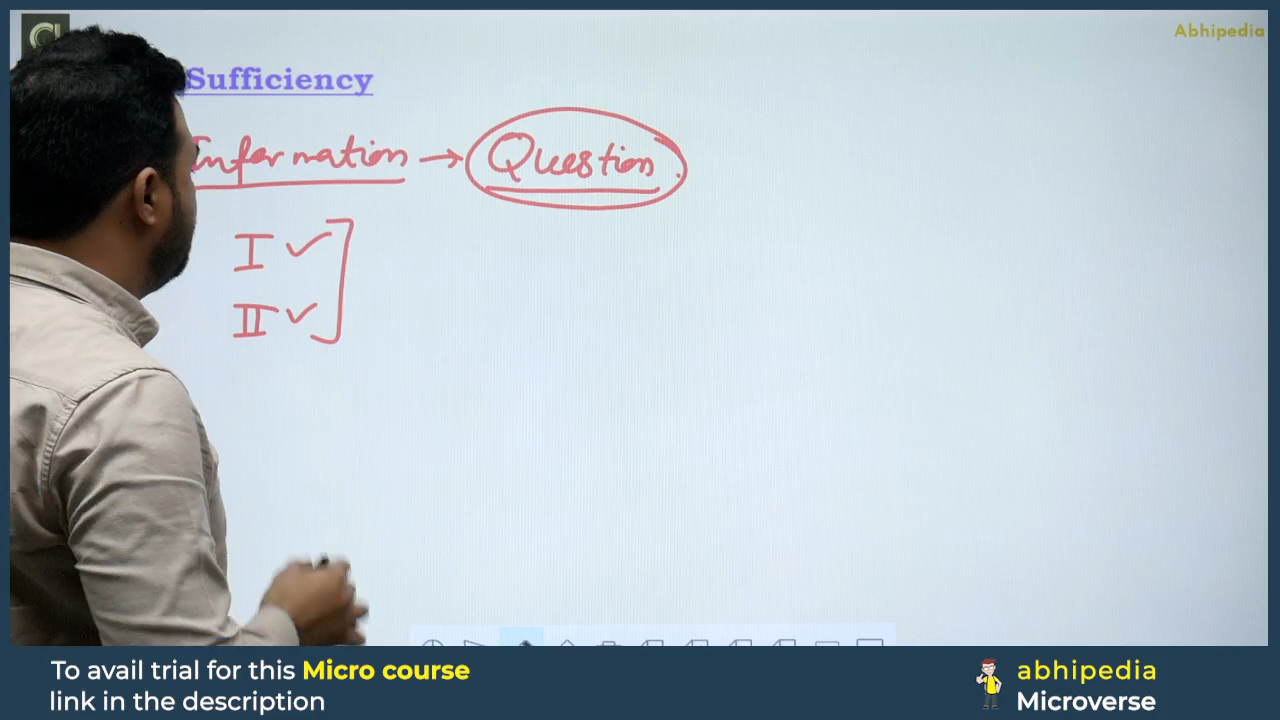 Abhipedia
Sufficiency
Information → Question
I ✓
II ✓
To avail trial for this Micro course
link in the description
abhipedia
Microverse